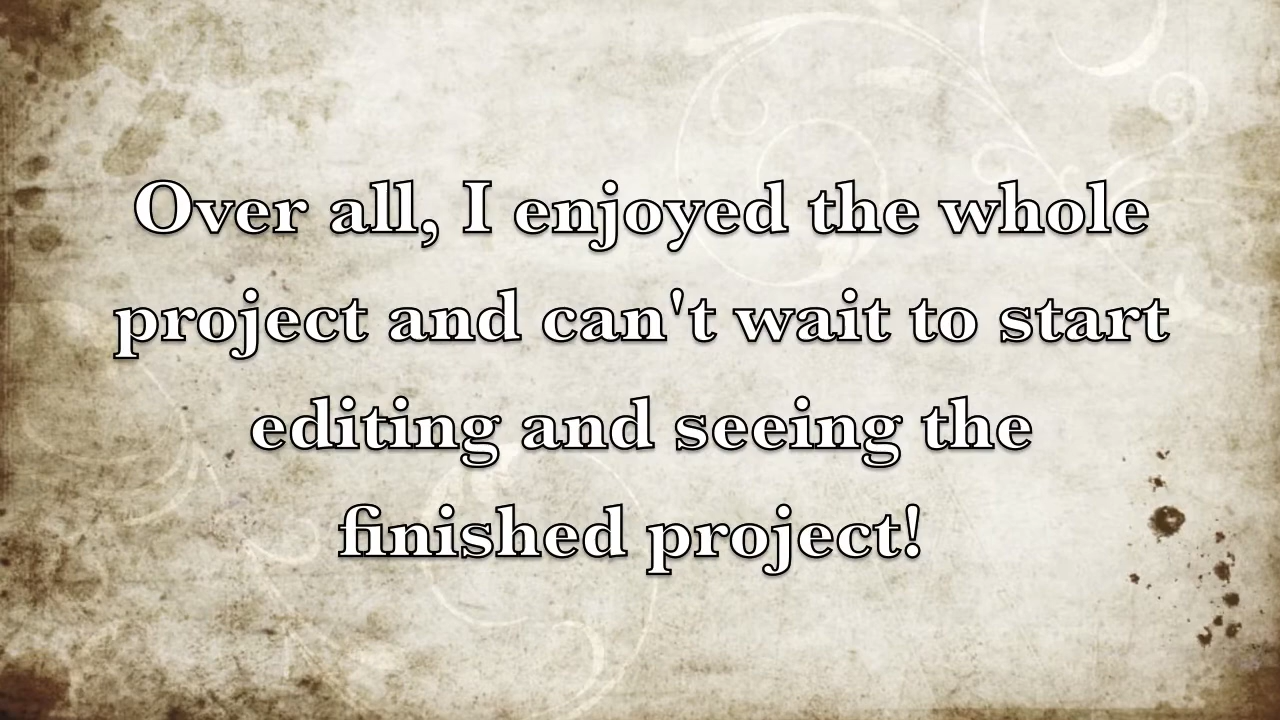 Over all, I enjoyed the whole
project and can't wait to start
editing and seeing the
finished project!